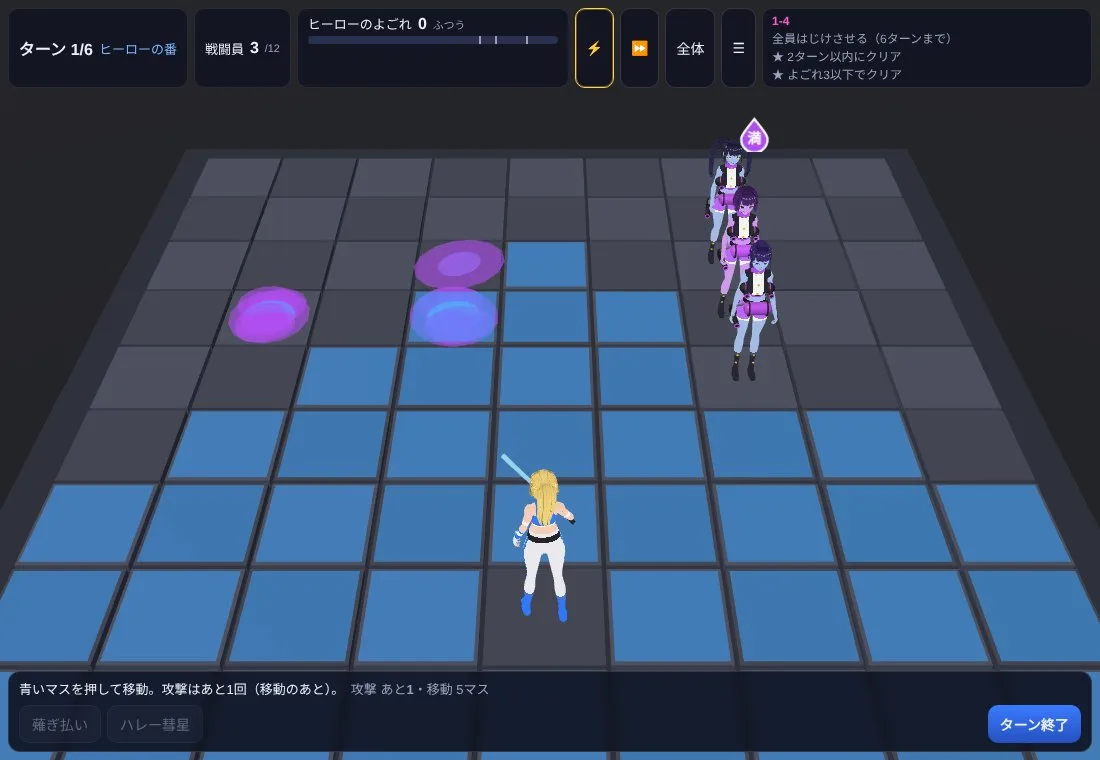 ターン 1/6 ヒーローの番
戦闘員 3 /12
ヒーローのよごれ 0 ふつう
全体
☰
1-4
全員はじけさせる（6ターンまで）
★ 2ターン以内にクリア
★ よごれ3以下でクリア
満
青いマスを押して移動。攻撃はあと1回（移動のあと）。 攻撃 あと1・移動 5マス
薙ぎ払い
ハレー彗星
ターン終了